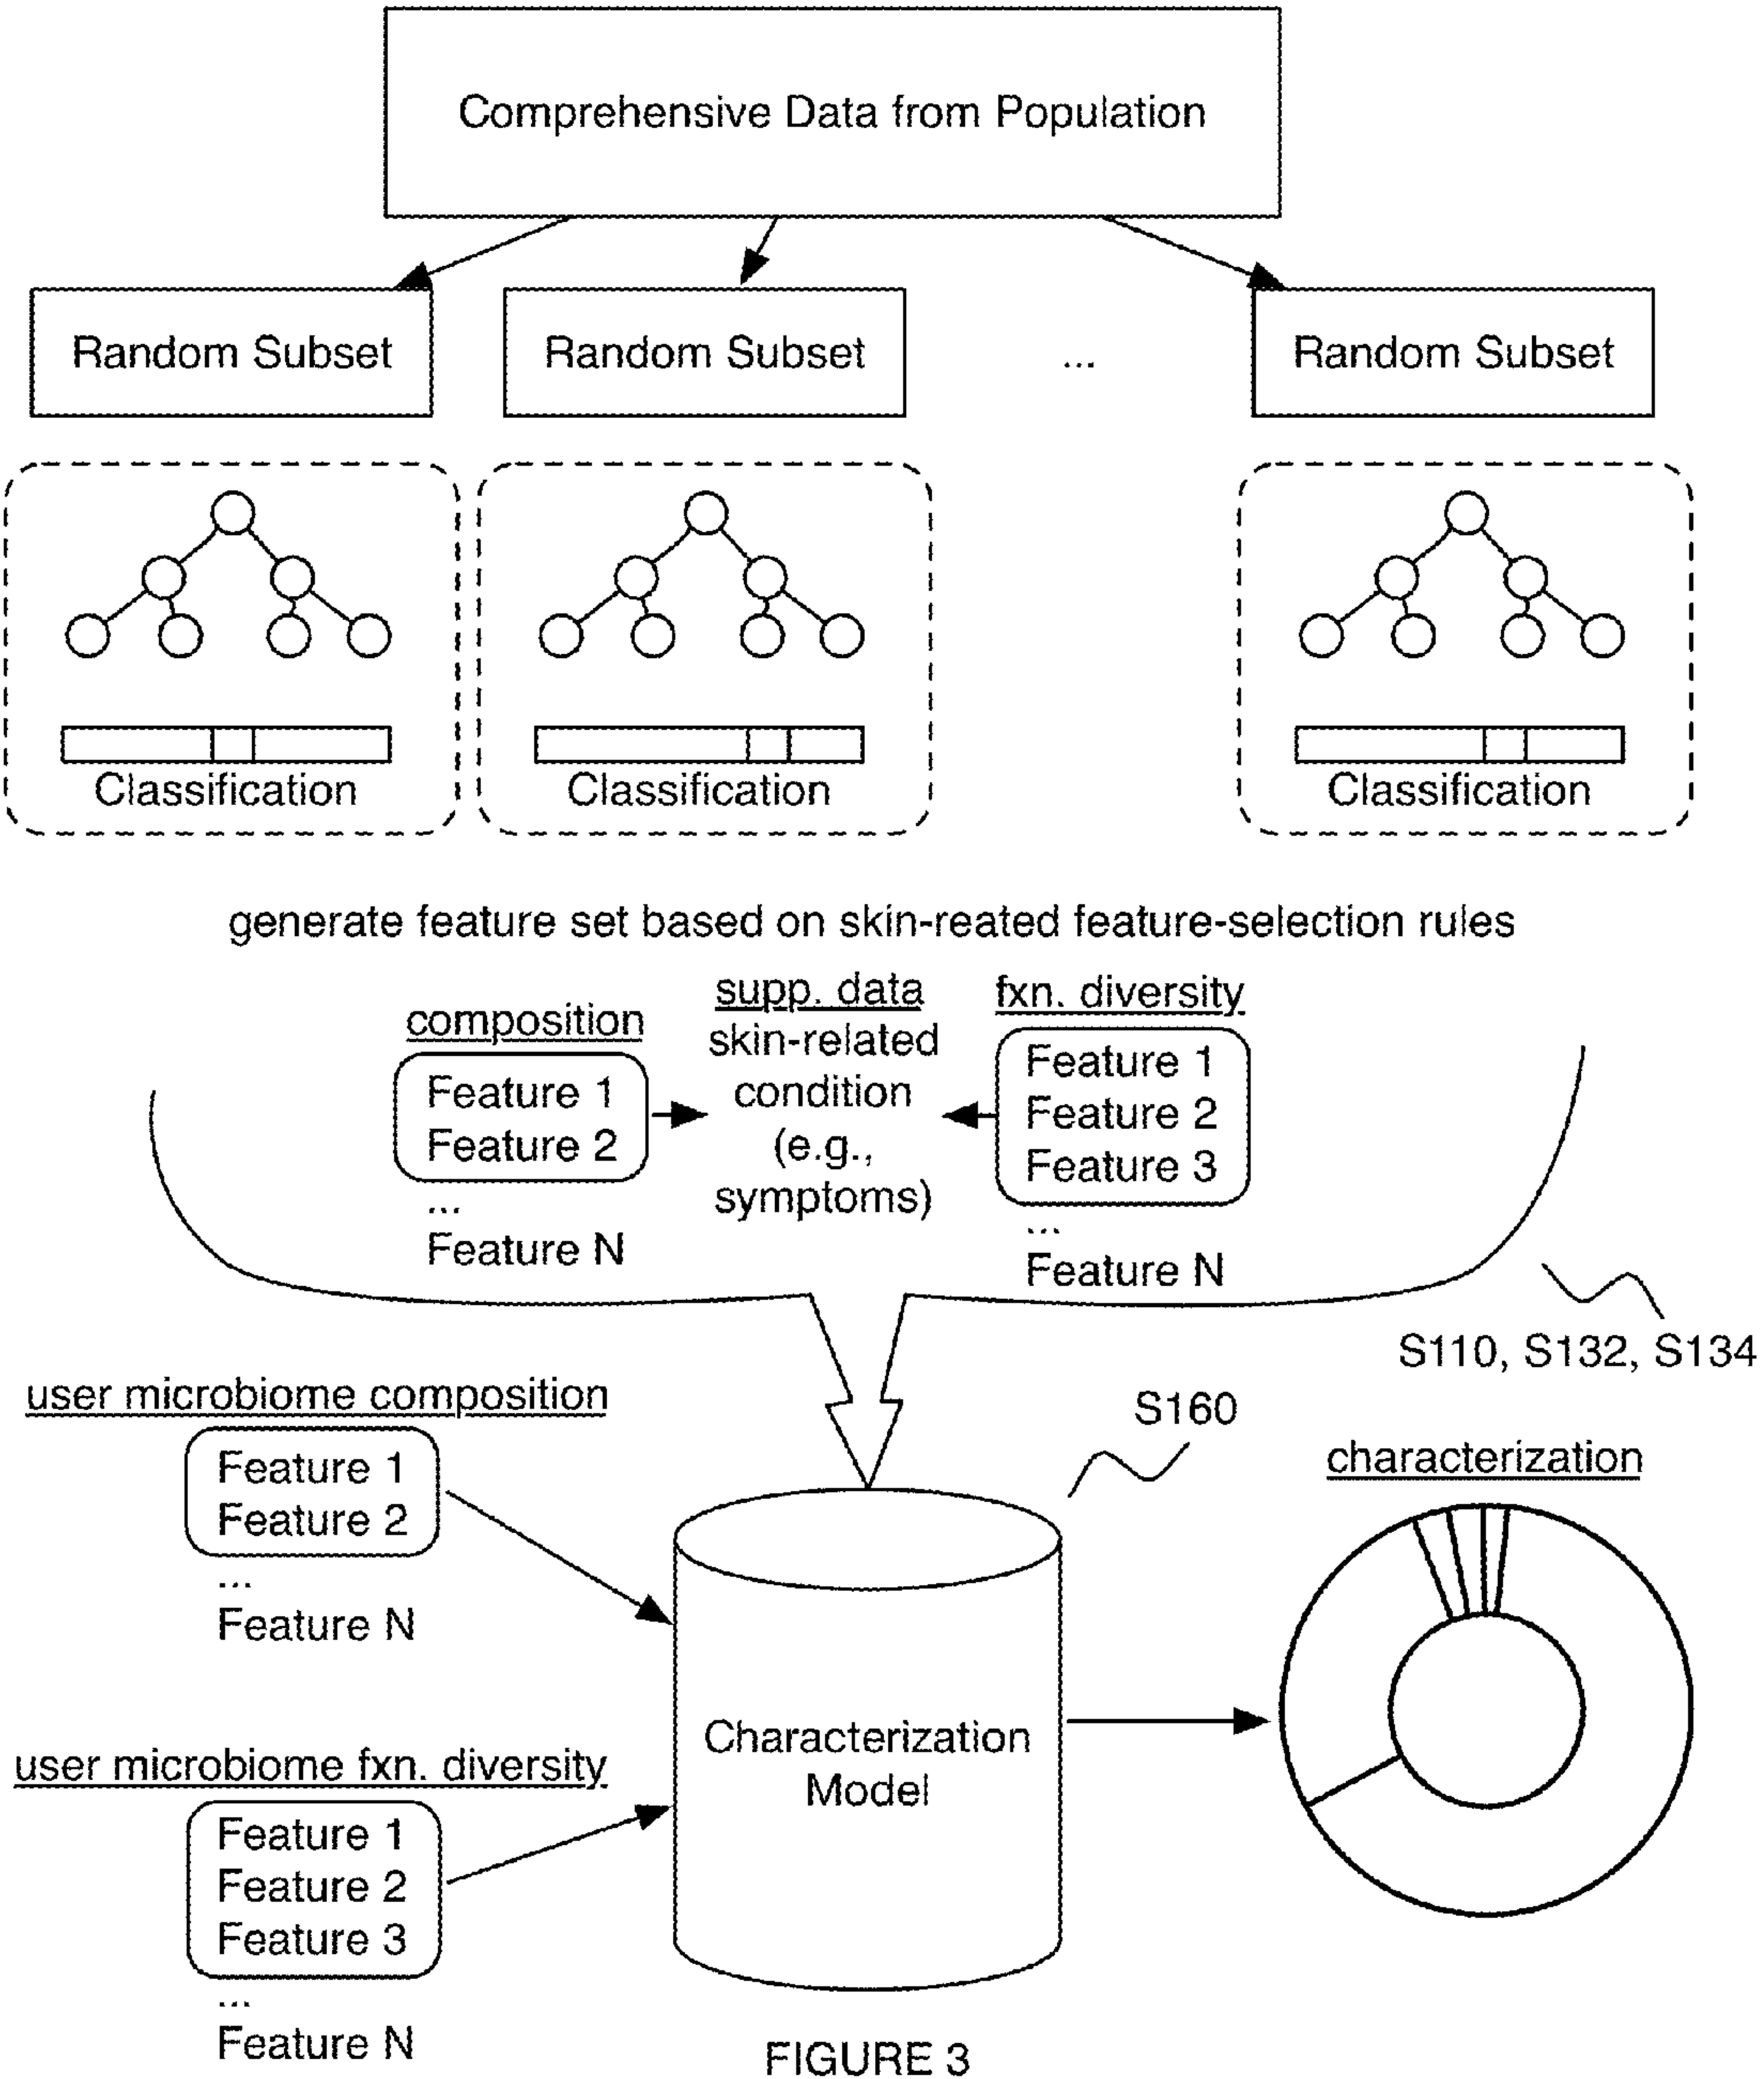 Comprehensive Data from Population
Random Subset
Random Subset
...
Random Subset
Classification
Classification
Classification
generate feature set based on skin-reated feature-selection rules
composition
Feature 1
Feature 2
...
Feature N
supp. data
skin-related
condition
(e.g.,
symptoms)
fxn. diversity
Feature 1
Feature 2
Feature 3
...
Feature N
S110, S132, S134
user microbiome composition
Feature 1
Feature 2
...
Feature N
S160
characterization
user microbiome fxn. diversity
Feature 1
Feature 2
Feature 3
...
Feature N
Characterization
Model
FIGURE 3